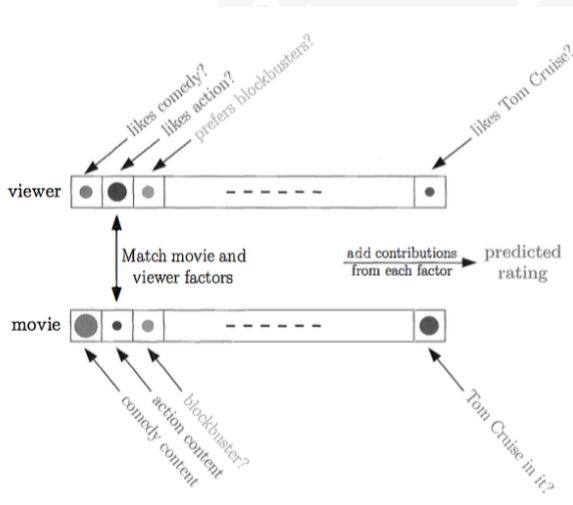 likes comedy?
likes action?
prefers blockbusters?
likes Tom Cruise?
viewer
Match movie and
viewer factors
add contributions
from each factor
predicted
rating
movie
comedy content
action content
blockbuster?
Tom Cruise in it?